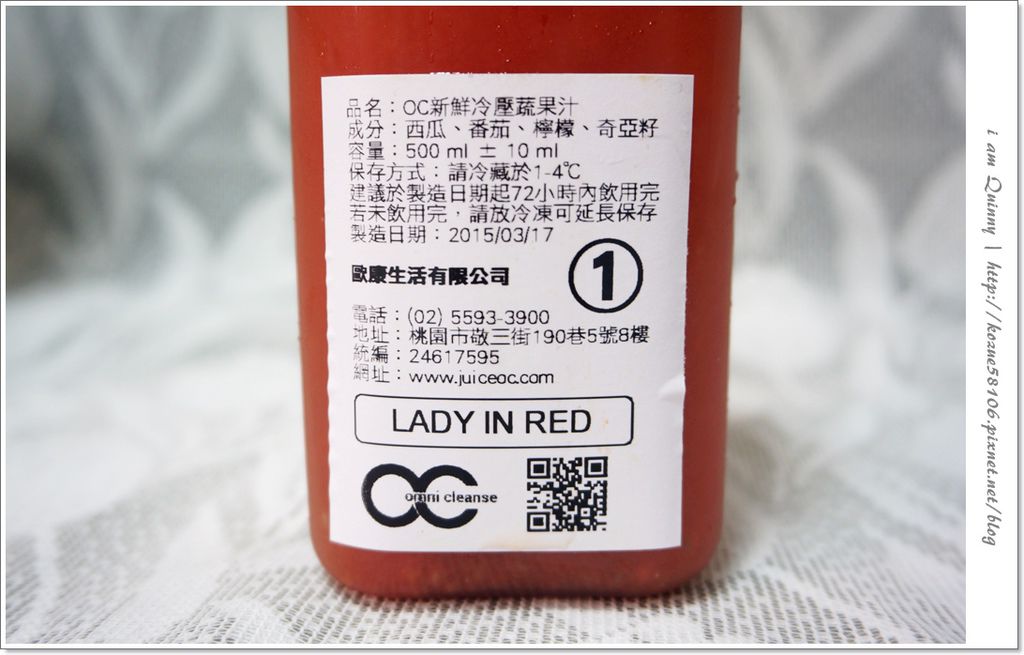 品名：OC新鮮冷壓蔬果汁
成分：西瓜、番茄、檸檬、奇亞籽
容量：500 ml ± 10 ml
保存方式：請冷藏於1-4℃
建議於製造日期起72小時內飲用完
若未飲用完，請放冷凍可延長保存
製造日期：2015/03/17
歐康生活有限公司
1
電話：(02) 5593-3900
地址：桃園市敬三街190巷5號8樓
統編：24617595
網址：www.juiceoc.com
LADY IN RED
OC
omni cleanse
i am Quinny | http://kozue58106.pixnet.net/blog